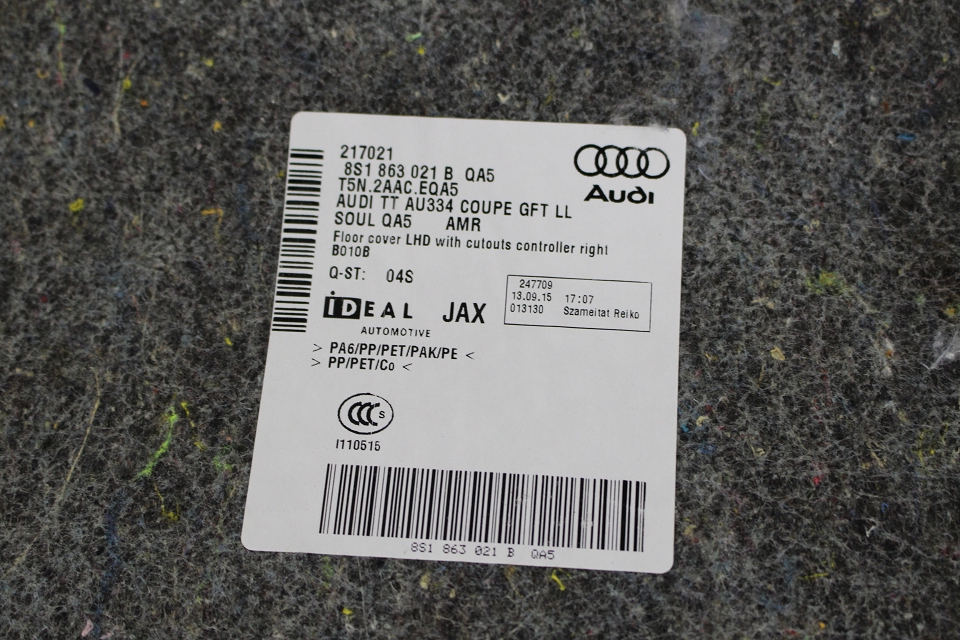 217021
8S1 863 021 B QA5
T5N.2AAC.EQA5
AUDI TT AU334 COUPE GFT LL
SOUL QA5 AMR
Floor cover LHD with cutouts controller right
B010B
Q-ST: 04S
Audi
iDEAL
AUTOMOTIVE
JAX
247709
13.09.15 17:07
013130 Szameitat Reiko
> PA6/PP/PET/PAK/PE <
> PP/PET/Co <
CCC S
I110515
8S1 863 021 B QA5